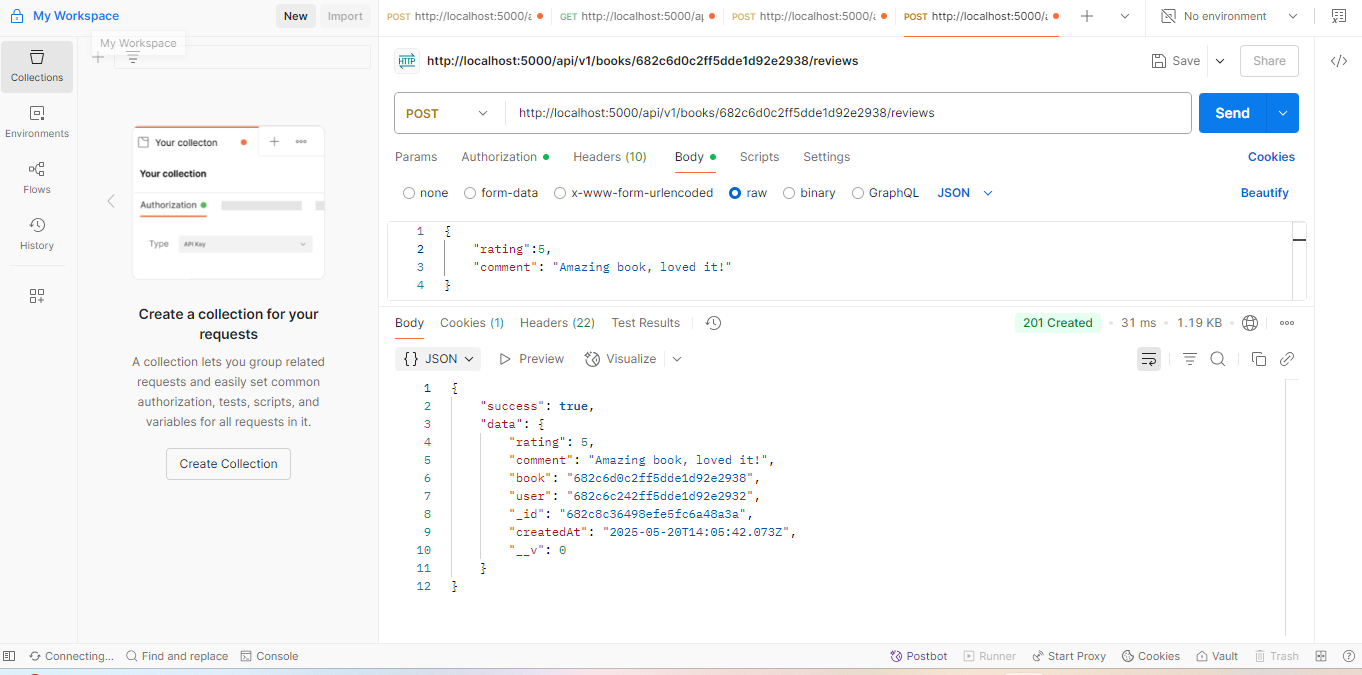 My Workspace
New
Import
POST http://localhost:5000/a
GET http://localhost:5000/a
POST http://localhost:5000/a
POST http://localhost:5000/a
No environment
My Workspace
Collections
Environments
Flows
History
Your collecton
Your collection
Authorization
Type
API Key
Create a collection for your
requests
A collection lets you group related
requests and easily set common
authorization, tests, scripts, and
variables for all requests in it.
Create Collection
HTTP
http://localhost:5000/api/v1/books/682c6d0c2ff5dde1d92e2938/reviews
Save
Share
POST
http://localhost:5000/api/v1/books/682c6d0c2ff5dde1d92e2938/reviews
Send
Params
Authorization
Headers (10)
Body
Scripts
Settings
Cookies
none
form-data
x-www-form-urlencoded
raw
binary
GraphQL
JSON
Beautify
1 {
2 "rating":5,
3 "comment": "Amazing book, loved it!"
4 }
Body
Cookies (1)
Headers (22)
Test Results
201 Created
31 ms
1.19 KB
{} JSON
Preview
Visualize
1 {
2 "success": true,
3 "data": {
4 "rating": 5,
5 "comment": "Amazing book, loved it!",
6 "book": "682c6d0c2ff5dde1d92e2938",
7 "user": "682c6c242ff5dde1d92e2932",
8 "_id": "682c8c36498efe5fc6a48a3a",
9 "createdAt": "2025-05-20T14:05:42.073Z",
10 "__v": 0
11 }
12 }
Connecting...
Find and replace
Console
Postbot
Runner
Start Proxy
Cookies
Vault
Trash